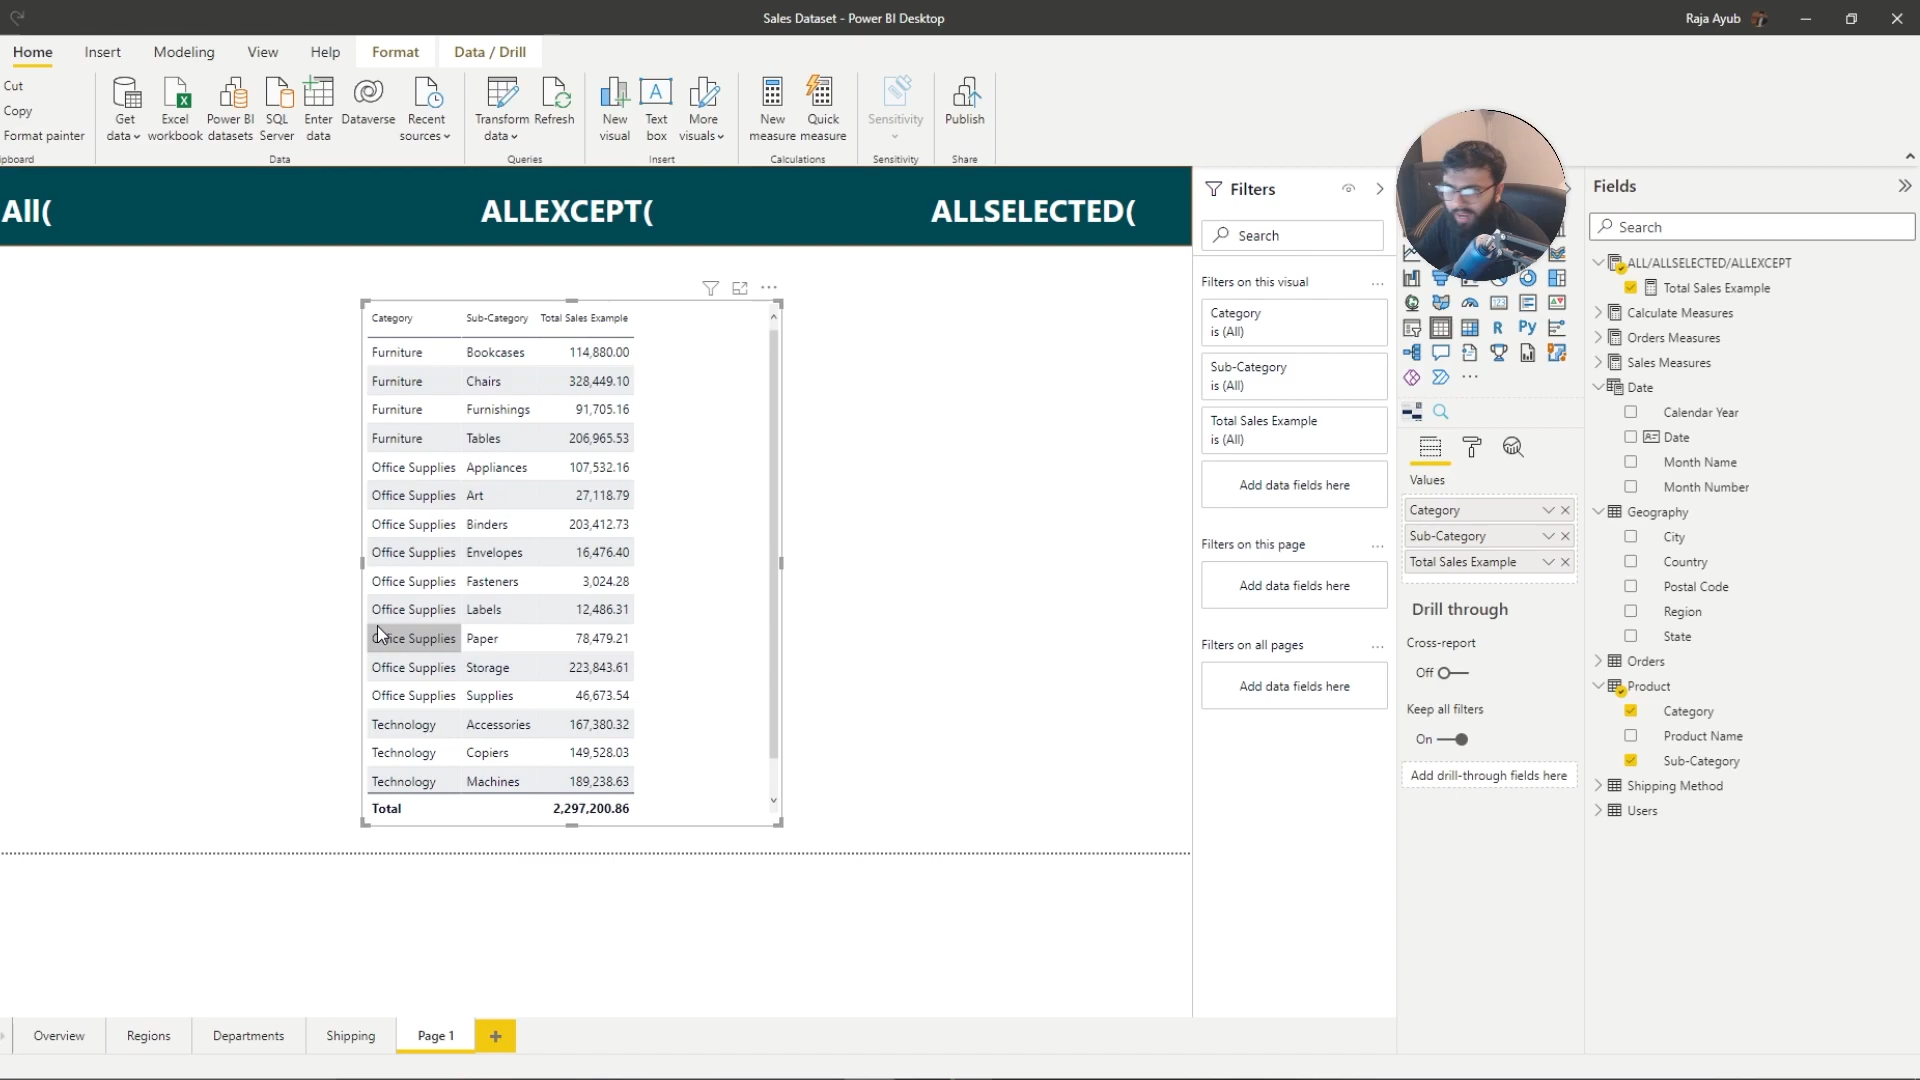 Sales Dataset - Power BI Desktop
Raja Ayub
Home
Insert
Modeling
View
Help
Format
Data / Drill
Cut
Copy
Format painter
ipboard
Get data
Excel workbook
Power BI datasets
SQL Server
Enter data
Dataverse
Recent sources
Data
Transform data
Refresh
Queries
New visual
A
Text box
More visuals
Insert
New measure
Quick measure
Calculations
Sensitivity
Sensitivity
Publish
Share
All(
ALLEXCEPT(
ALLSELECTED(
Category Sub-Category Total Sales Example
Furniture Bookcases 114,880.00
Furniture Chairs 328,449.10
Furniture Furnishings 91,705.16
Furniture Tables 206,965.53
Office Supplies Appliances 107,532.16
Office Supplies Art 27,118.79
Office Supplies Binders 203,412.73
Office Supplies Envelopes 16,476.40
Office Supplies Fasteners 3,024.28
Office Supplies Labels 12,486.31
Office Supplies Paper 78,479.21
Office Supplies Storage 223,843.61
Office Supplies Supplies 46,673.54
Technology Accessories 167,380.32
Technology Copiers 149,528.03
Technology Machines 189,238.63
Total 2,297,200.86
Filters
Search
Filters on this visual
Category
is (All)
Sub-Category
is (All)
Total Sales Example
is (All)
Add data fields here
Filters on this page
Add data fields here
Filters on all pages
Add data fields here
R
Py
Values
Category
Sub-Category
Total Sales Example
Drill through
Cross-report
Off
Keep all filters
On
Add drill-through fields here
Fields
Search
ALL/ALLSELECTED/ALLEXCEPT
Total Sales Example
Calculate Measures
Orders Measures
Sales Measures
Date
Calendar Year
Date
Month Name
Month Number
Geography
City
Country
Postal Code
Region
State
Orders
Product
Category
Product Name
Sub-Category
Shipping Method
Users
Overview
Regions
Departments
Shipping
Page 1